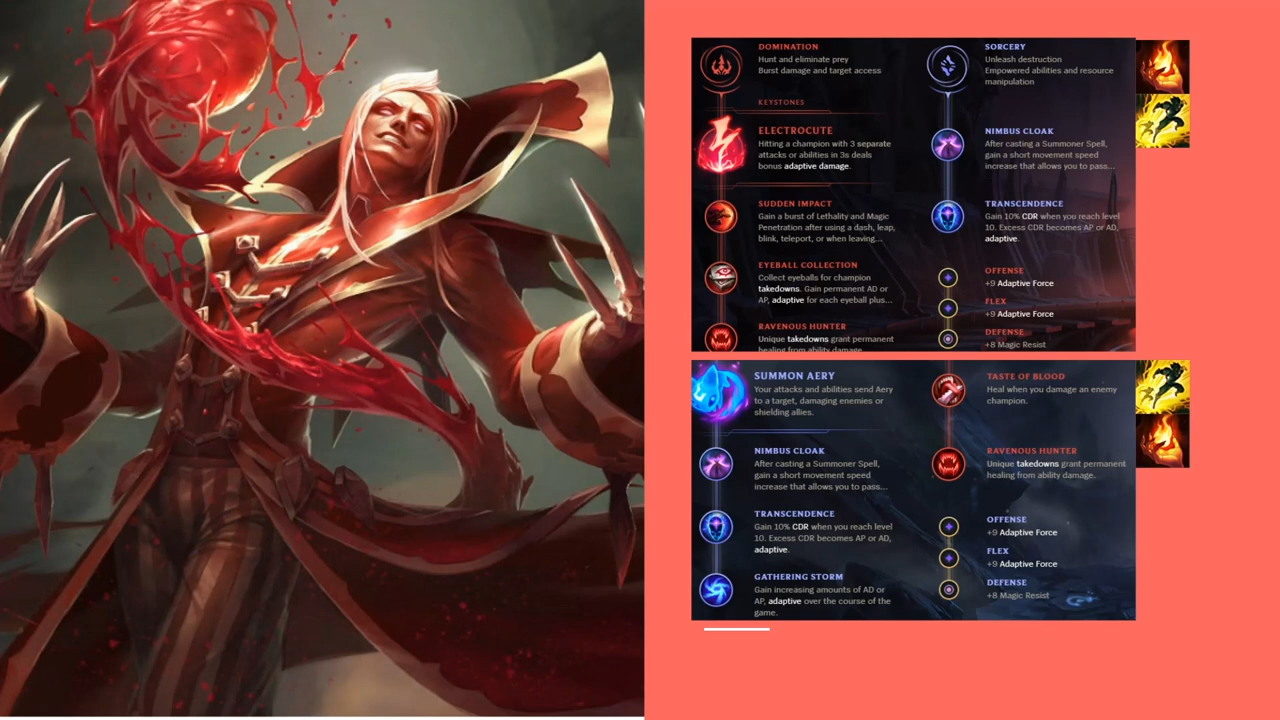 DOMINATION
Hunt and eliminate prey
Burst damage and target access
KEYSTONES
ELECTROCUTE
Hitting a champion with 3 separate
attacks or abilities in 3s deals
bonus adaptive damage.
SUDDEN IMPACT
Gain a burst of Lethality and Magic
Penetration after using a dash, leap,
blink, teleport, or when leaving...
EYEBALL COLLECTION
Collect eyeballs for champion
takedowns. Gain permanent AD or
AP, adaptive for each eyeball plus...
RAVENOUS HUNTER
Unique takedowns grant permanent
healing from ability damage
SORCERY
Unleash destruction
Empowered abilities and resource
manipulation
NIMBUS CLOAK
After casting a Summoner Spell,
gain a short movement speed
increase that allows you to pass...
TRANSCENDENCE
Gain 10% CDR when you reach level
10. Excess CDR becomes AP or AD,
adaptive.
OFFENSE
+9 Adaptive Force
FLEX
+9 Adaptive Force
DEFENSE
+8 Magic Resist
SUMMON AERY
Your attacks and abilities send Aery
to a target, damaging enemies or
shielding allies.
NIMBUS CLOAK
After casting a Summoner Spell,
gain a short movement speed
increase that allows you to pass...
TRANSCENDENCE
Gain 10% CDR when you reach level
10. Excess CDR becomes AP or AD,
adaptive.
GATHERING STORM
Gain increasing amounts of AD or
AP, adaptive over the course of the
game.
TASTE OF BLOOD
Heal when you damage an enemy
champion.
RAVENOUS HUNTER
Unique takedowns grant permanent
healing from ability damage.
OFFENSE
+9 Adaptive Force
FLEX
+9 Adaptive Force
DEFENSE
+8 Magic Resist